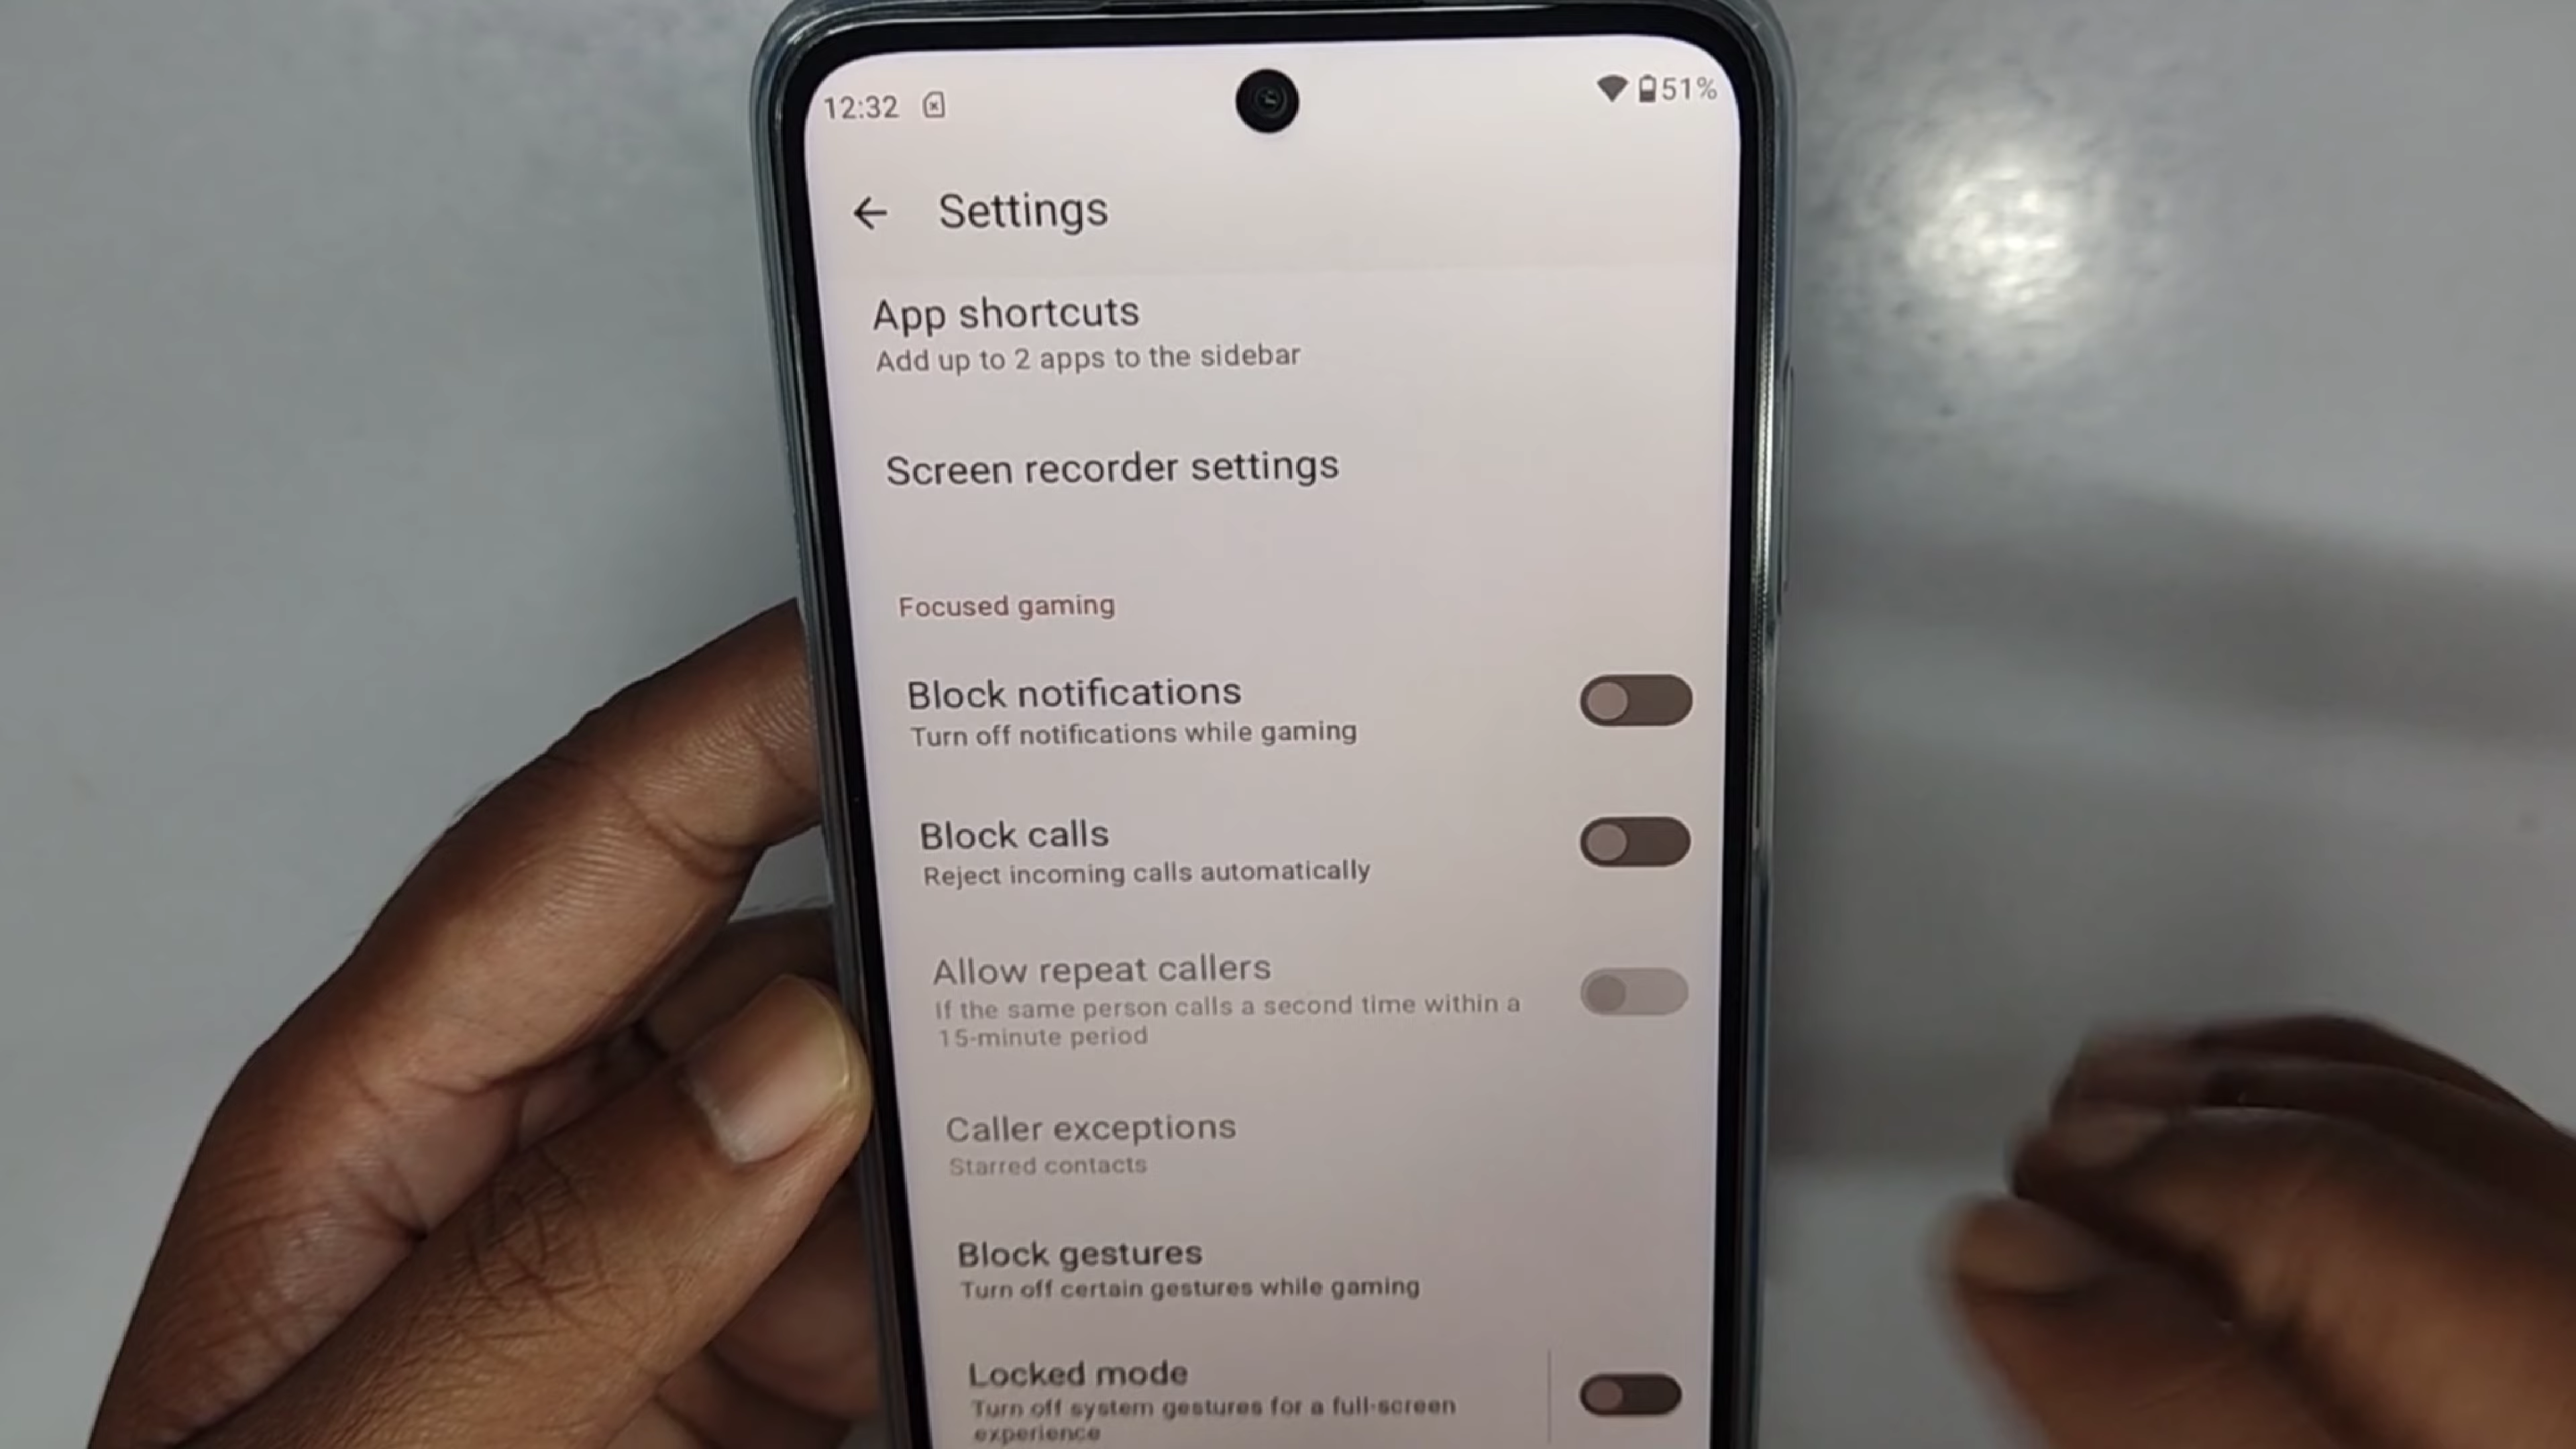 12:32
51%
Settings
App shortcuts
Add up to 2 apps to the sidebar
Screen recorder settings
Focused gaming
Block notifications
Turn off notifications while gaming
Block calls
Reject incoming calls automatically
Allow repeat callers
If the same person calls a second time within a
15-minute period
Caller exceptions
Starred contacts
Block gestures
Turn off certain gestures while gaming
Locked mode
Turn off system gestures for a full-screen
experience